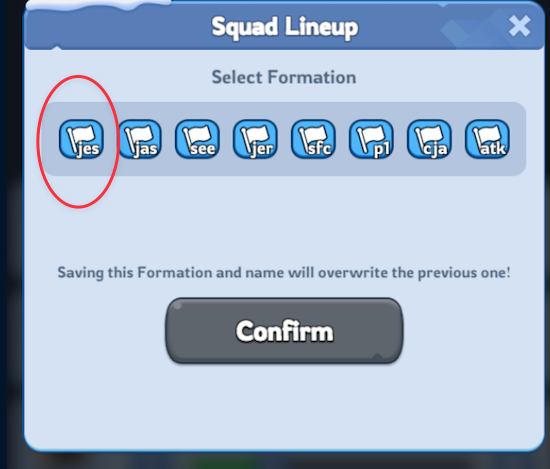 Squad Lineup
Select Formation
jes jas see jer sfc p1 cja atk
Saving this Formation and name will overwrite the previous one!
Confirm